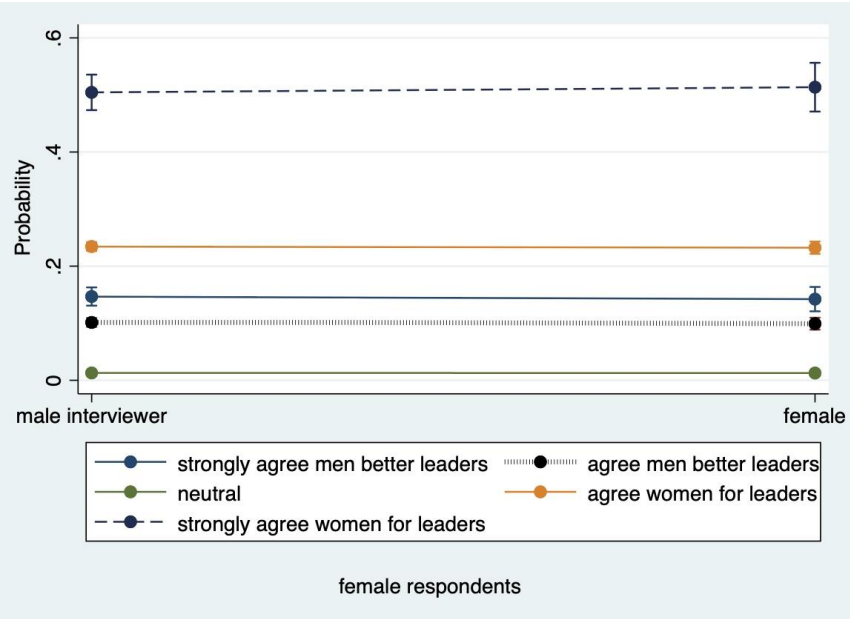 Probability
.6
.4
.2
0
male interviewer female
strongly agree men better leaders agree men better leaders
neutral agree women for leaders
strongly agree women for leaders
female respondents